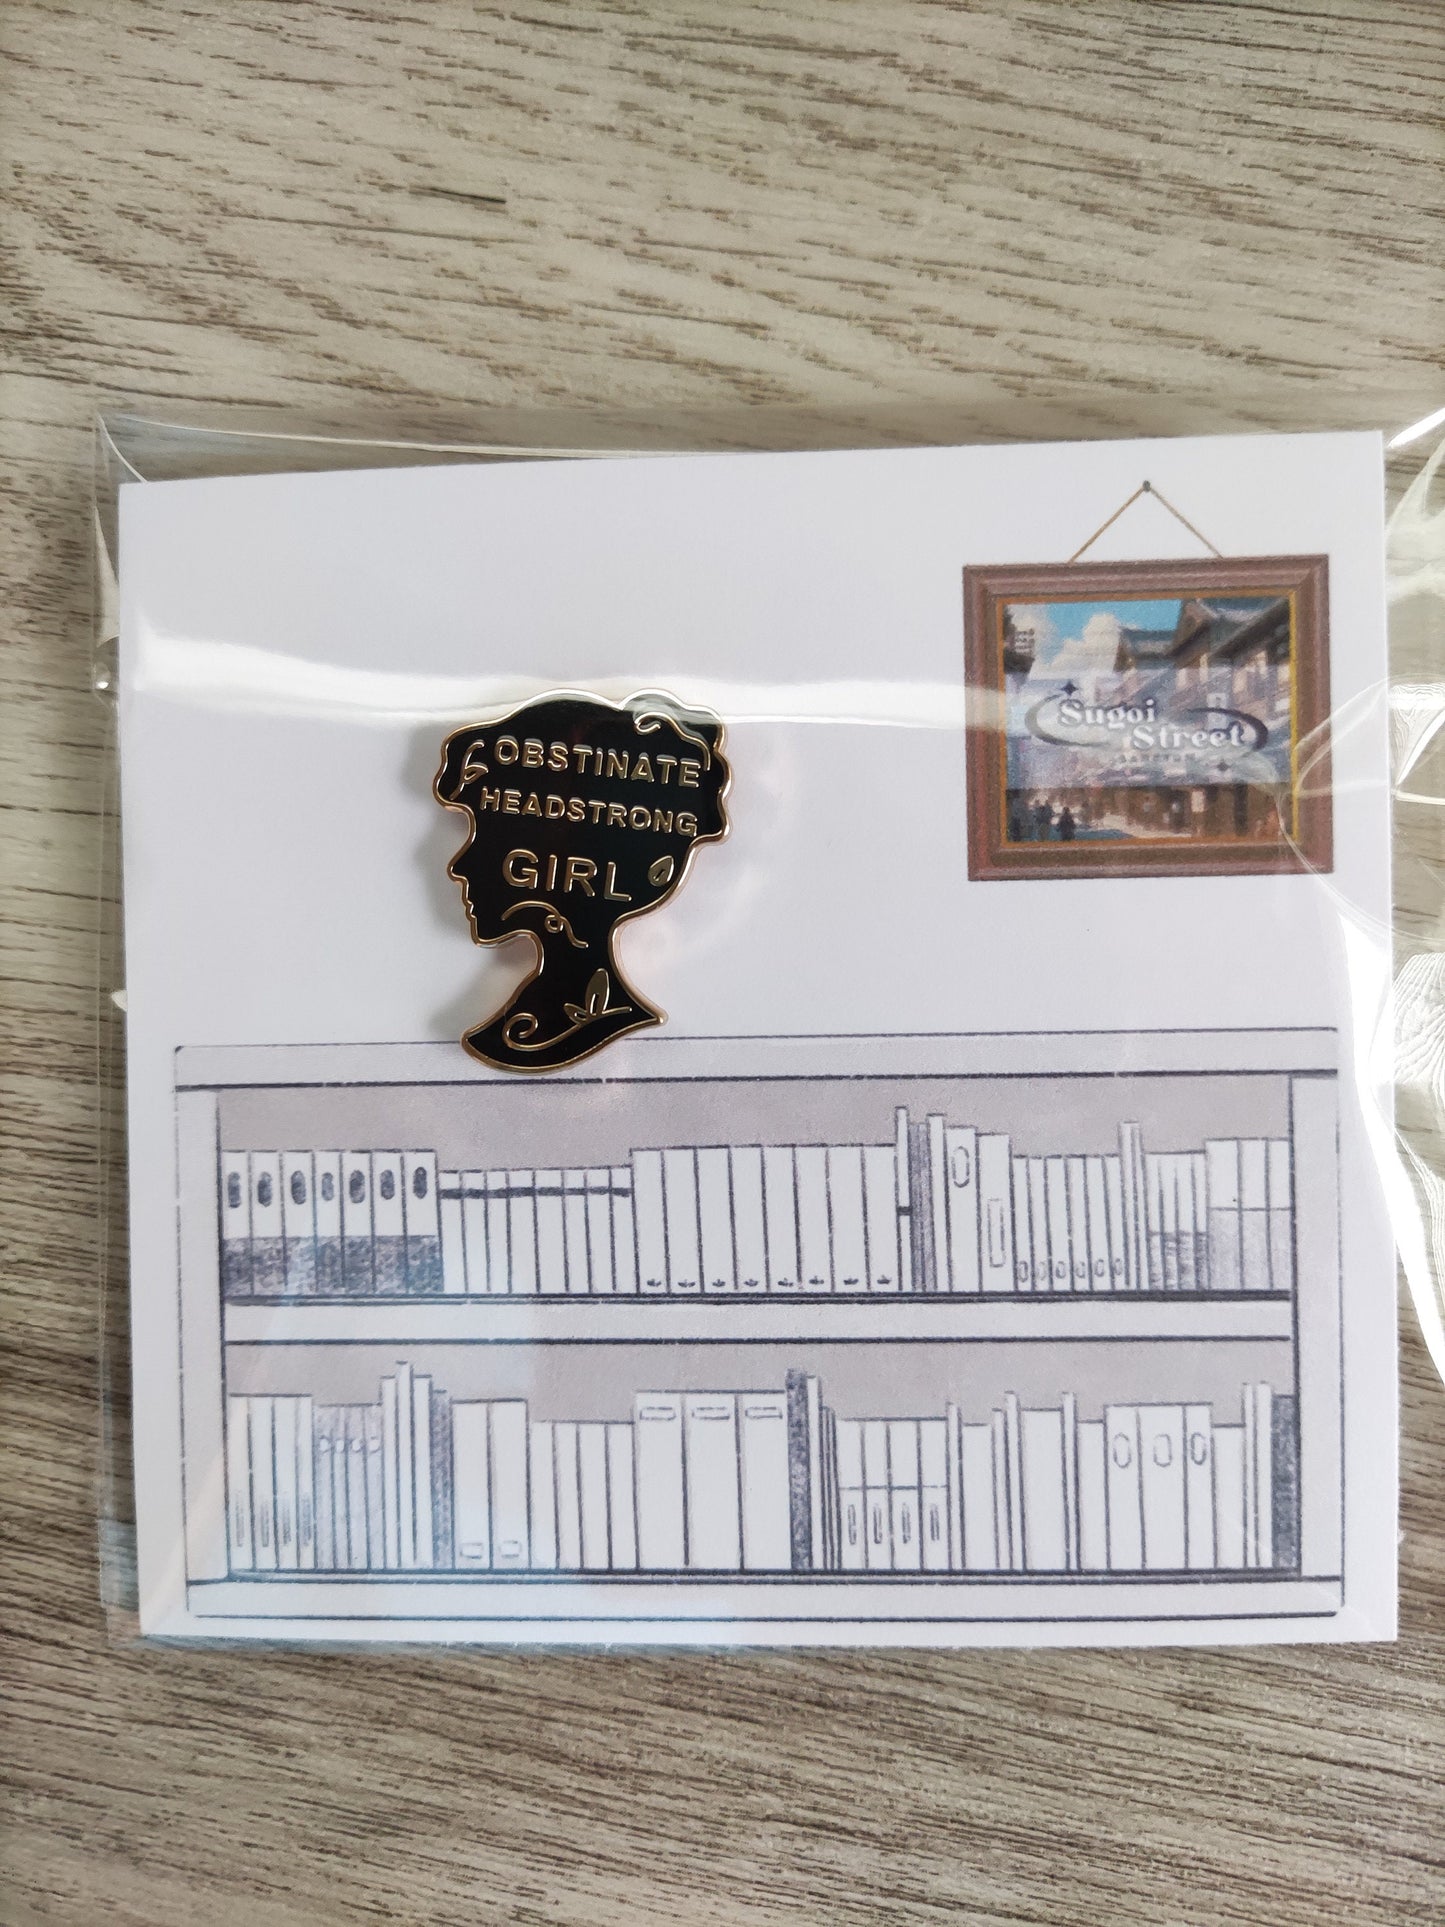 OBSTINATE
HEADSTRONG
GIRL
Sugoi
Street